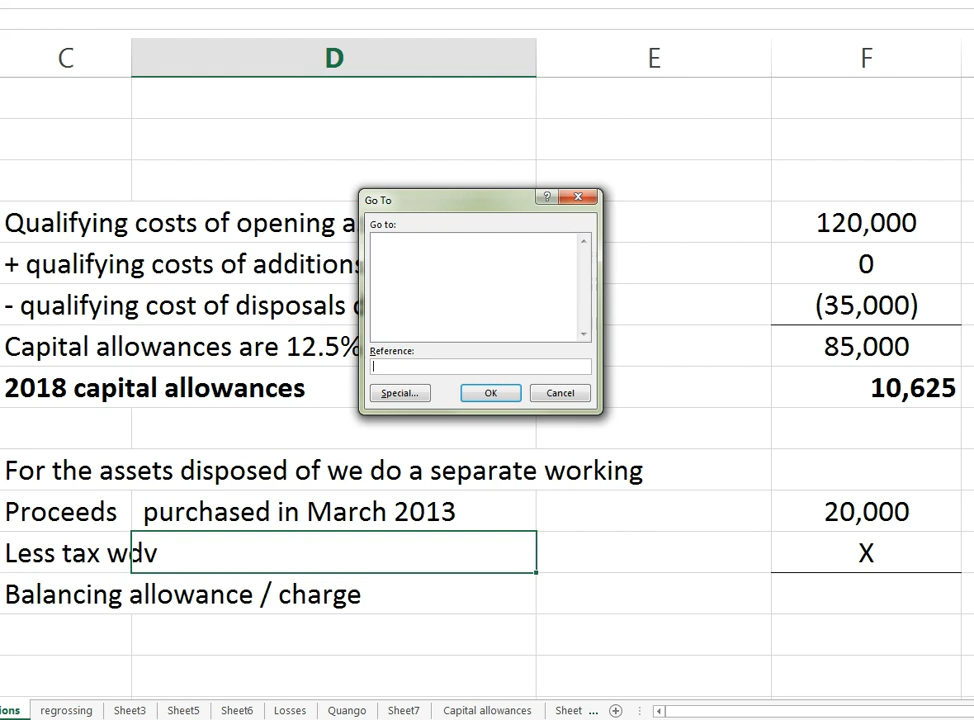 C D E F
Go To ?
Go to:
Qualifying costs of opening a 120,000
+ qualifying costs of additions 0
- qualifying cost of disposals (35,000)
Capital allowances are 12.5% 85,000
Reference:
Special... OK Cancel
2018 capital allowances 10,625
For the assets disposed of we do a separate working
Proceeds purchased in March 2013 20,000
Less tax wdv X
Balancing allowance / charge
ions regrossing Sheet3 Sheet5 Sheet6 Losses Quango Sheet7 Capital allowances Sheet ...